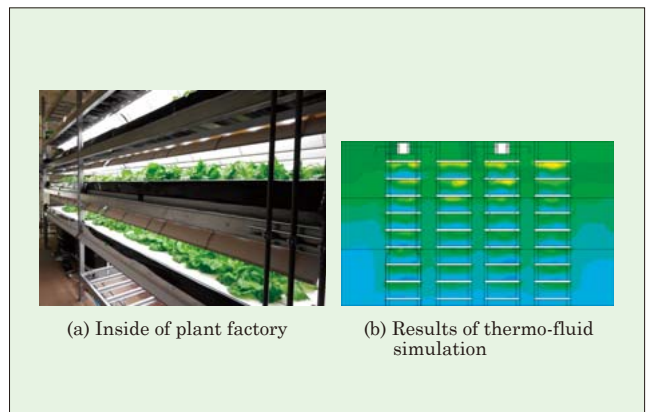 (a) Inside of plant factory
(b) Results of thermo-fluid
simulation